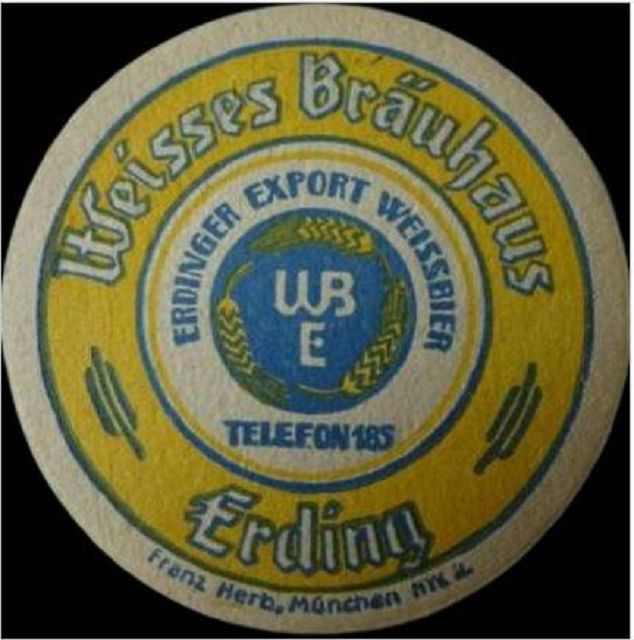 Weisses Bräuhaus
ERDINGER EXPORT WEISSBIER
WB
E
TELEFON 185
Erding
Franz Herb, München